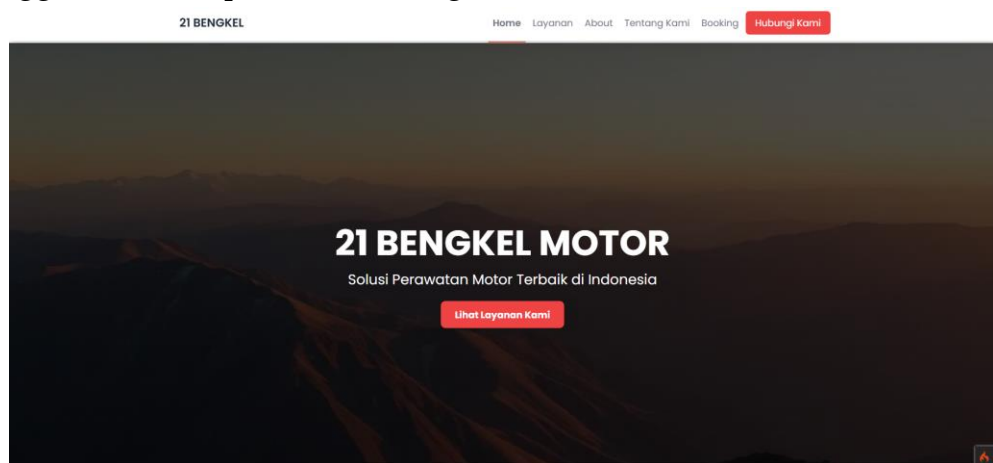 21 BENGKEL
Home Layanan About Tentang Kami Booking Hubungi Kami
21 BENGKEL MOTOR
Solusi Perawatan Motor Terbaik di Indonesia
Lihat Layanan Kami